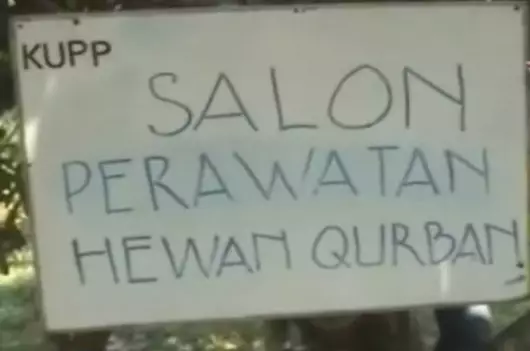 KUPP
SALON
PERAWATAN
HEWAN QURBAN!